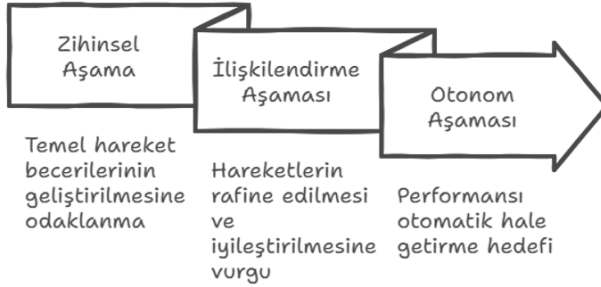 Zihinsel
Aşama
İlişkilendirme
Aşaması
Otonom
Aşaması
Temel hareket
becerilerinin
geliştirilmesine
odaklanma
Hareketlerin
rafine edilmesi
ve
iyileştirilmesine
vurgu
Performansı
otomatik hale
getirme hedefi